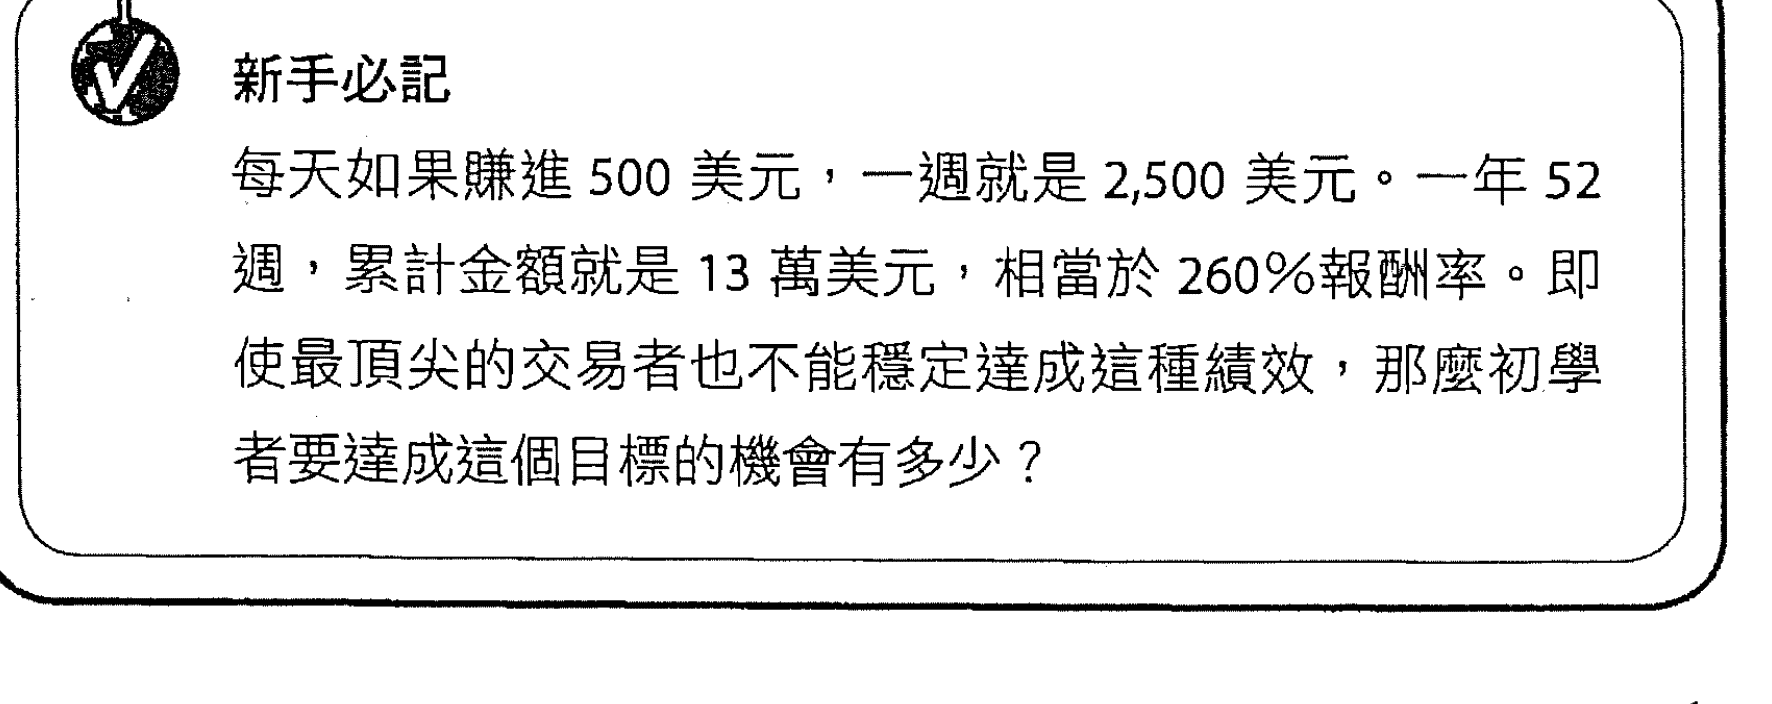 新手必記
每天如果賺進 500 美元，一週就是 2,500 美元。一年 52
週，累計金額就是 13 萬美元，相當於 260%報酬率。即
使最頂尖的交易者也不能穩定達成這種績效，那麼初學
者要達成這個目標的機會有多少？